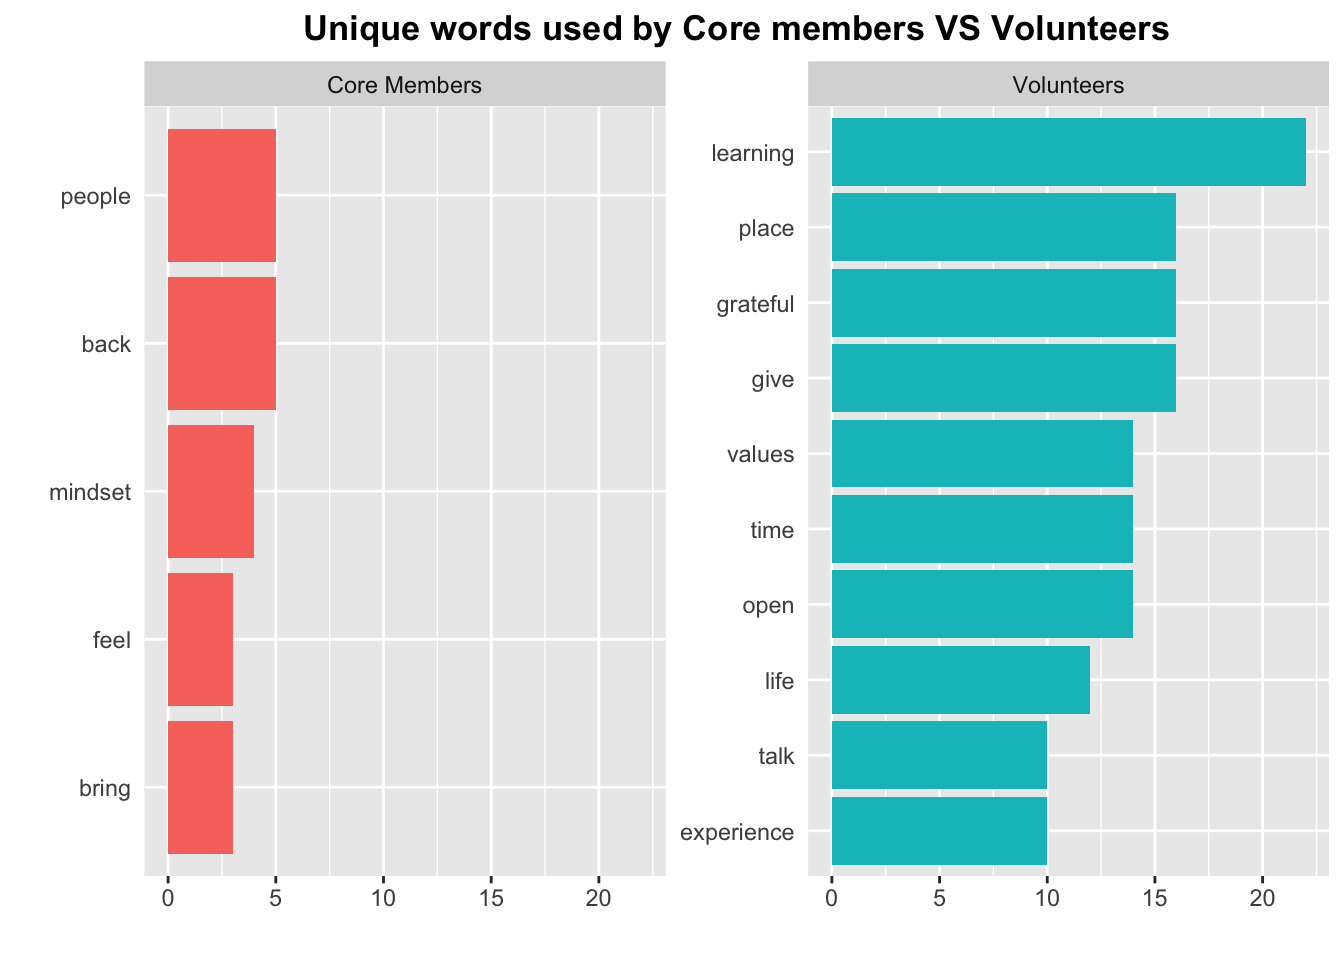 Unique words used by Core members VS Volunteers
Core Members
people
back
mindset
feel
bring
0 5 10 15 20
Volunteers
learning
place
grateful
give
values
time
open
life
talk
experience
0 5 10 15 20